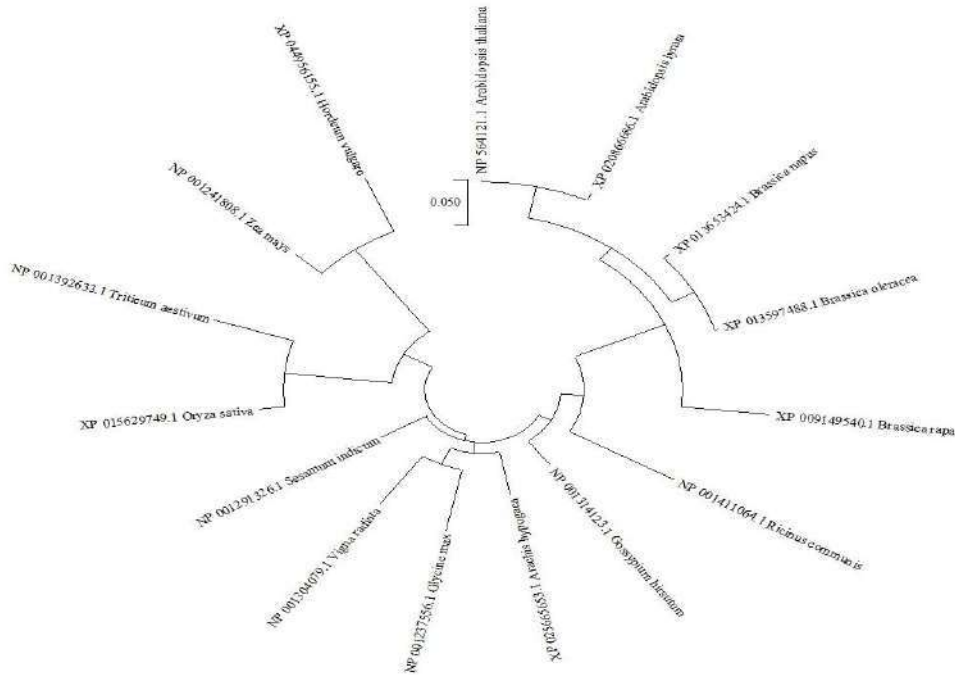 NP 564121.1 Arabidopsis thaliana
XP 020866086.1 Arabidopsis lyrata
XP 013653424.1 Brassica napus
XP 013597488.1 Brassica oleracea
XP 009149540.1 Brassica rapa
NP 001411064.1 Ricinus communis
NP 001314123.1 Gossypium hirsutum
XP 025665653.1 Arachis hypogaea
NP 001237556.1 Glycine max
NP 001304079.1 Vigna radiata
NP 001291326.1 Sesamum indicum
XP 015629749.1 Oryza sativa
NP 001392633.1 Triticum aestivum
NP 001241808.1 Zea mays
XP 044956155.1 Hordeum vulgare
0.050